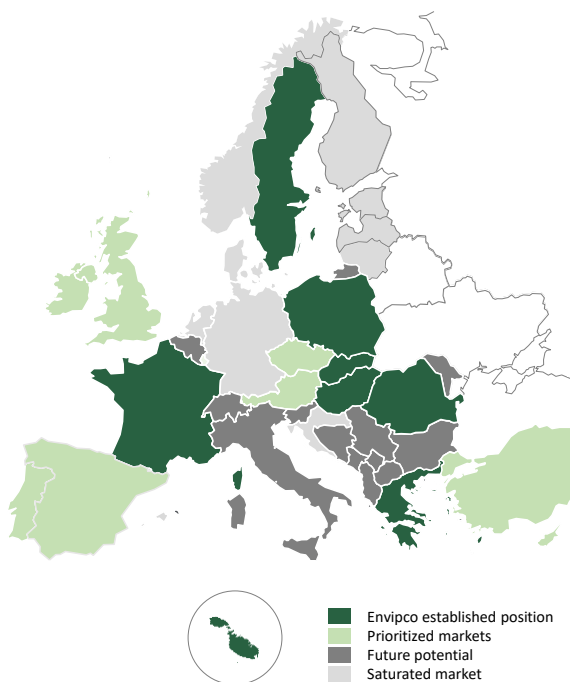 Envipco established position
Prioritized markets
Future potential
Saturated market